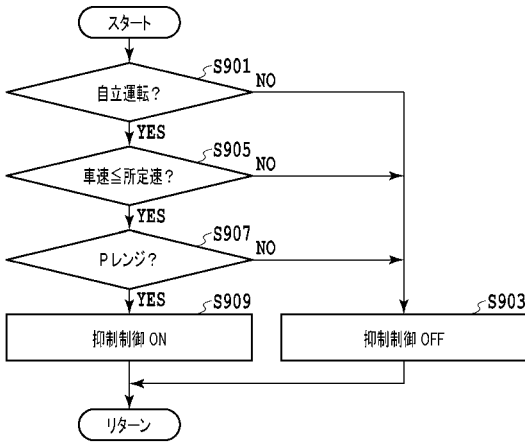 スタート
S901
自立運転?
NO
YES
S905
車速≦所定速?
NO
YES
S907
Pレンジ?
NO
YES
S909
抑制制御 ON
S903
抑制制御 OFF
リターン